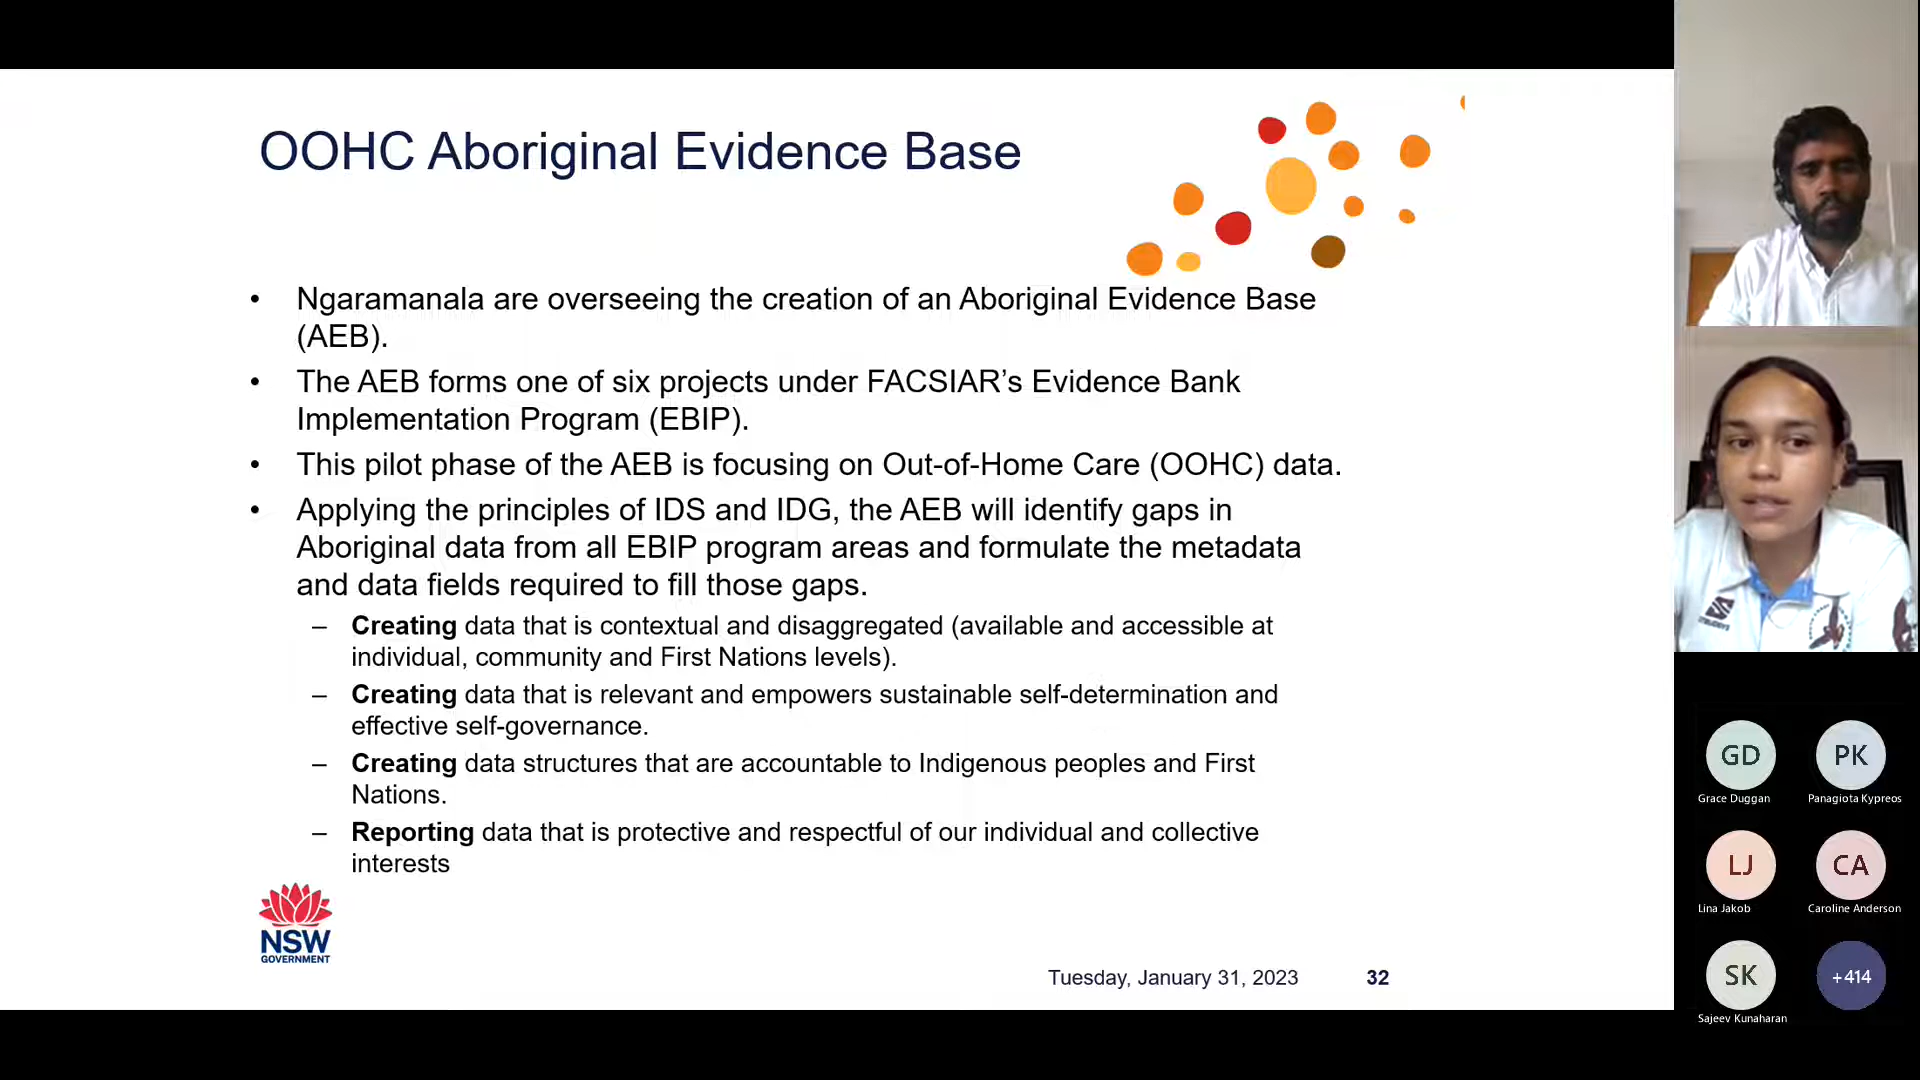 OOHC Aboriginal Evidence Base
• Ngaramanala are overseeing the creation of an Aboriginal Evidence Base
(AEB).
• The AEB forms one of six projects under FACSIAR’s Evidence Bank
Implementation Program (EBIP).
• This pilot phase of the AEB is focusing on Out-of-Home Care (OOHC) data.
• Applying the principles of IDS and IDG, the AEB will identify gaps in
Aboriginal data from all EBIP program areas and formulate the metadata
and data fields required to fill those gaps.
– Creating data that is contextual and disaggregated (available and accessible at
individual, community and First Nations levels).
– Creating data that is relevant and empowers sustainable self-determination and
effective self-governance.
– Creating data structures that are accountable to Indigenous peoples and First
Nations.
– Reporting data that is protective and respectful of our individual and collective
interests
NSW
GOVERNMENT
Tuesday, January 31, 2023 32
GD PK
Grace Duggan Panagiota Kypreos
LJ CA
Lina Jakob Caroline Anderson
SK +414
Sajeev Kunaharan